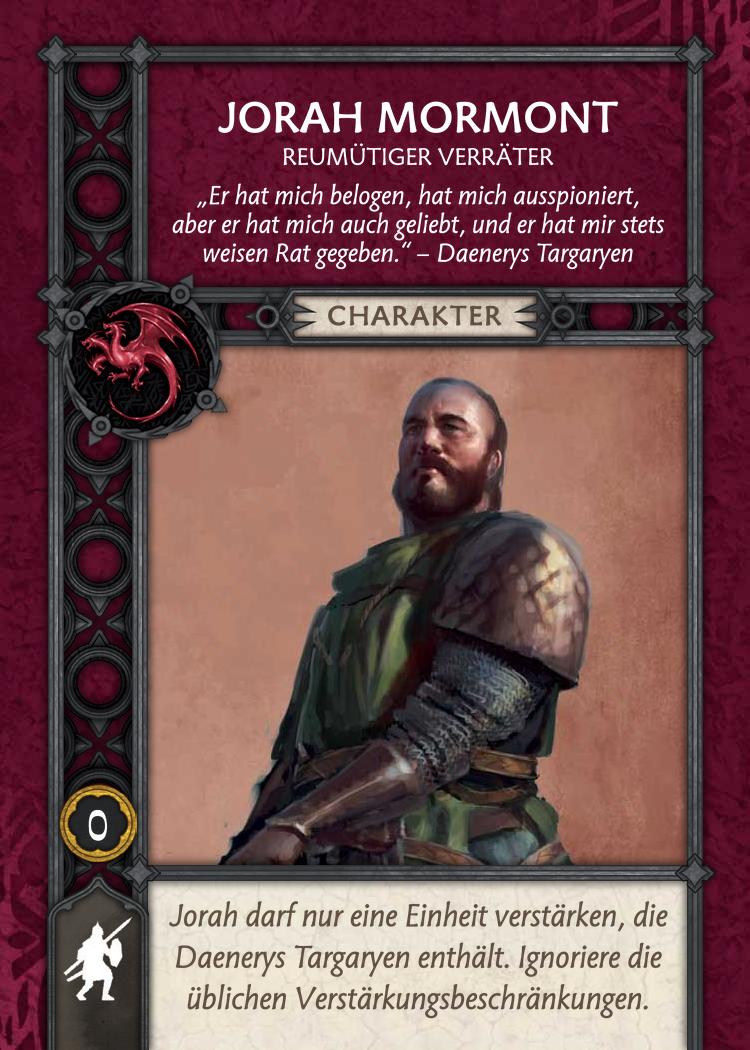 JORAH MORMONT
REUMÜTIGER VERRÄTER
„Er hat mich belogen, hat mich ausspioniert,
aber er hat mich auch geliebt, und er hat mir stets
weisen Rat gegeben.“ – Daenerys Targaryen
CHARAKTER
0
Jorah darf nur eine Einheit verstärken, die
Daenerys Targaryen enthält. Ignoriere die
üblichen Verstärkungsbeschränkungen.